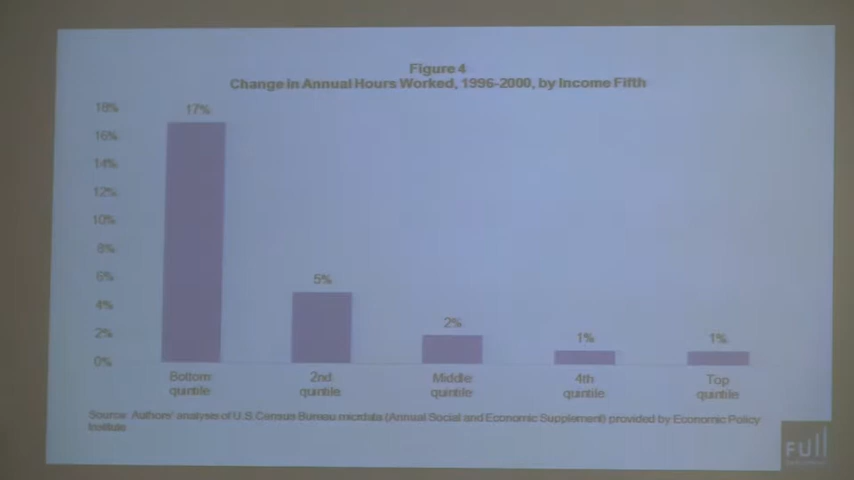 Figure 4
Change in Annual Hours Worked, 1996-2000, by Income Fifth
18%
16%
14%
12%
10%
8%
6%
4%
2%
0%
17%
5%
2%
1%
1%
Bottom quintile
2nd quintile
Middle quintile
4th quintile
Top quintile
Source: Authors' analysis of U.S.Census Bureau microdata (Annual Social and Economic Supplement) provided by Economic Policy
Institute
FUll